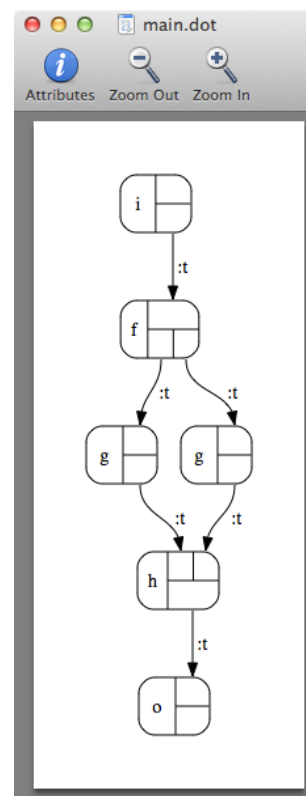 main.dot
Attributes Zoom Out Zoom In
i
:t
f
:t :t
g g
:t :t
h
:t
o